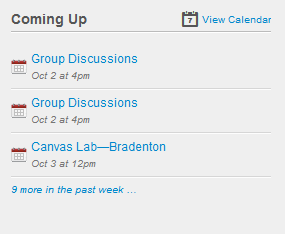 Coming Up
7 View Calendar
Group Discussions
Oct 2 at 4pm
Group Discussions
Oct 2 at 4pm
Canvas Lab—Bradenton
Oct 3 at 12pm
9 more in the past week ...